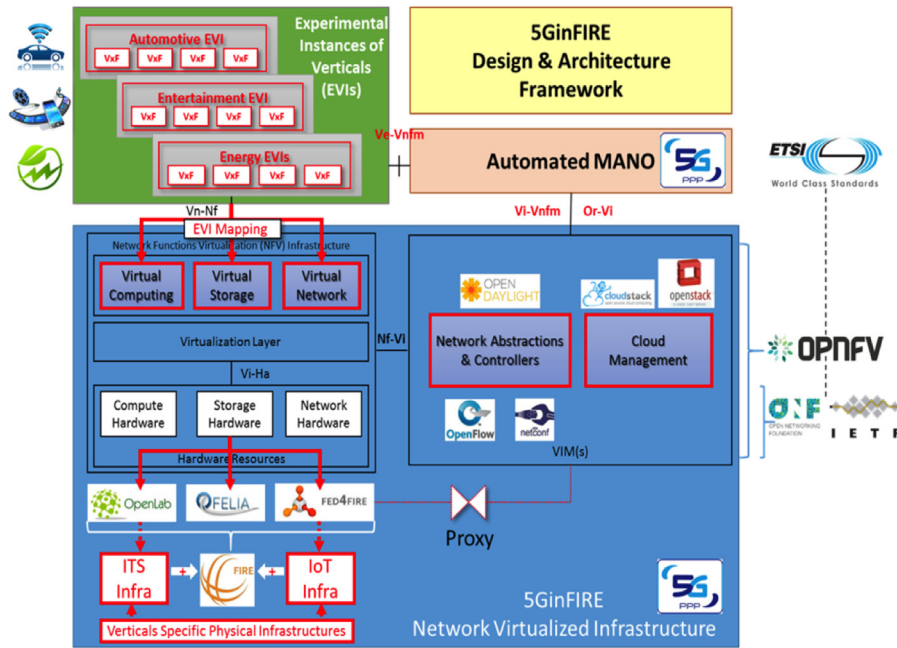 Automotive EVI
VxF VxF VxF VxF
Entertainment EVI
VxF VxF VxF VxF
Energy EVIs
VxF VxF VxF VxF
Experimental
Instances of
Verticals
(EVIs)
5GinFIRE
Design & Architecture
Framework
Ve-Vnfm
Automated MANO
5G
PPP
ETSI
World Class Standards
Vn-Nf
EVI Mapping
Vi-Vnfm Or-Vi
Network Functions Virtualization (NFV) Infrastructure
Virtual
Computing
Virtual
Storage
Virtual
Network
Virtualization Layer
Vi-Ha
Nf-Vi
Compute
Hardware
Storage
Hardware
Network
Hardware
Hardware Resources
OPEN
DAYLIGHT
cloudstack
open source cloud computing
openstack
Network Abstractions
& Controllers
Cloud
Management
OpenFlow
netconf
VIM(s)
OPNFV
ONF
OPEN NETWORKING
FOUNDATION
IETF
OpenLab
OFELIA
FED4FIRE
Proxy
ITS
Infra
+
FIRE
+
IoT
Infra
Verticals Specific Physical Infrastructures
5GinFIRE
Network Virtualized Infrastructure
5G
PPP